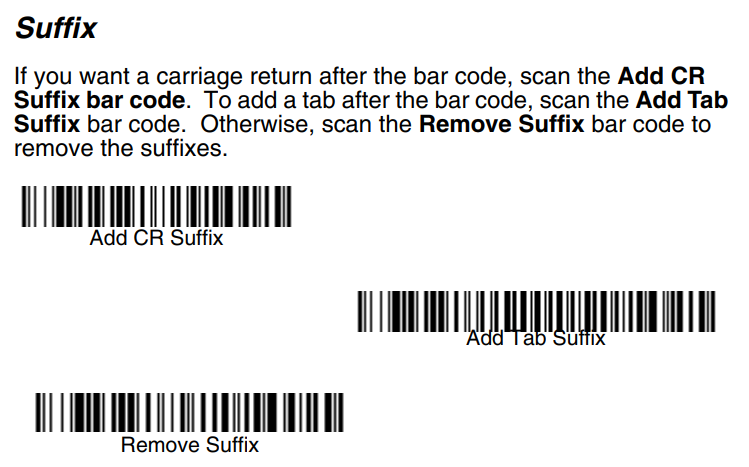 Suffix
If you want a carriage return after the bar code, scan the Add CR
Suffix bar code.  To add a tab after the bar code, scan the Add Tab
Suffix bar code.  Otherwise, scan the Remove Suffix bar code to
remove the suffixes.
Add CR Suffix
Add Tab Suffix
Remove Suffix